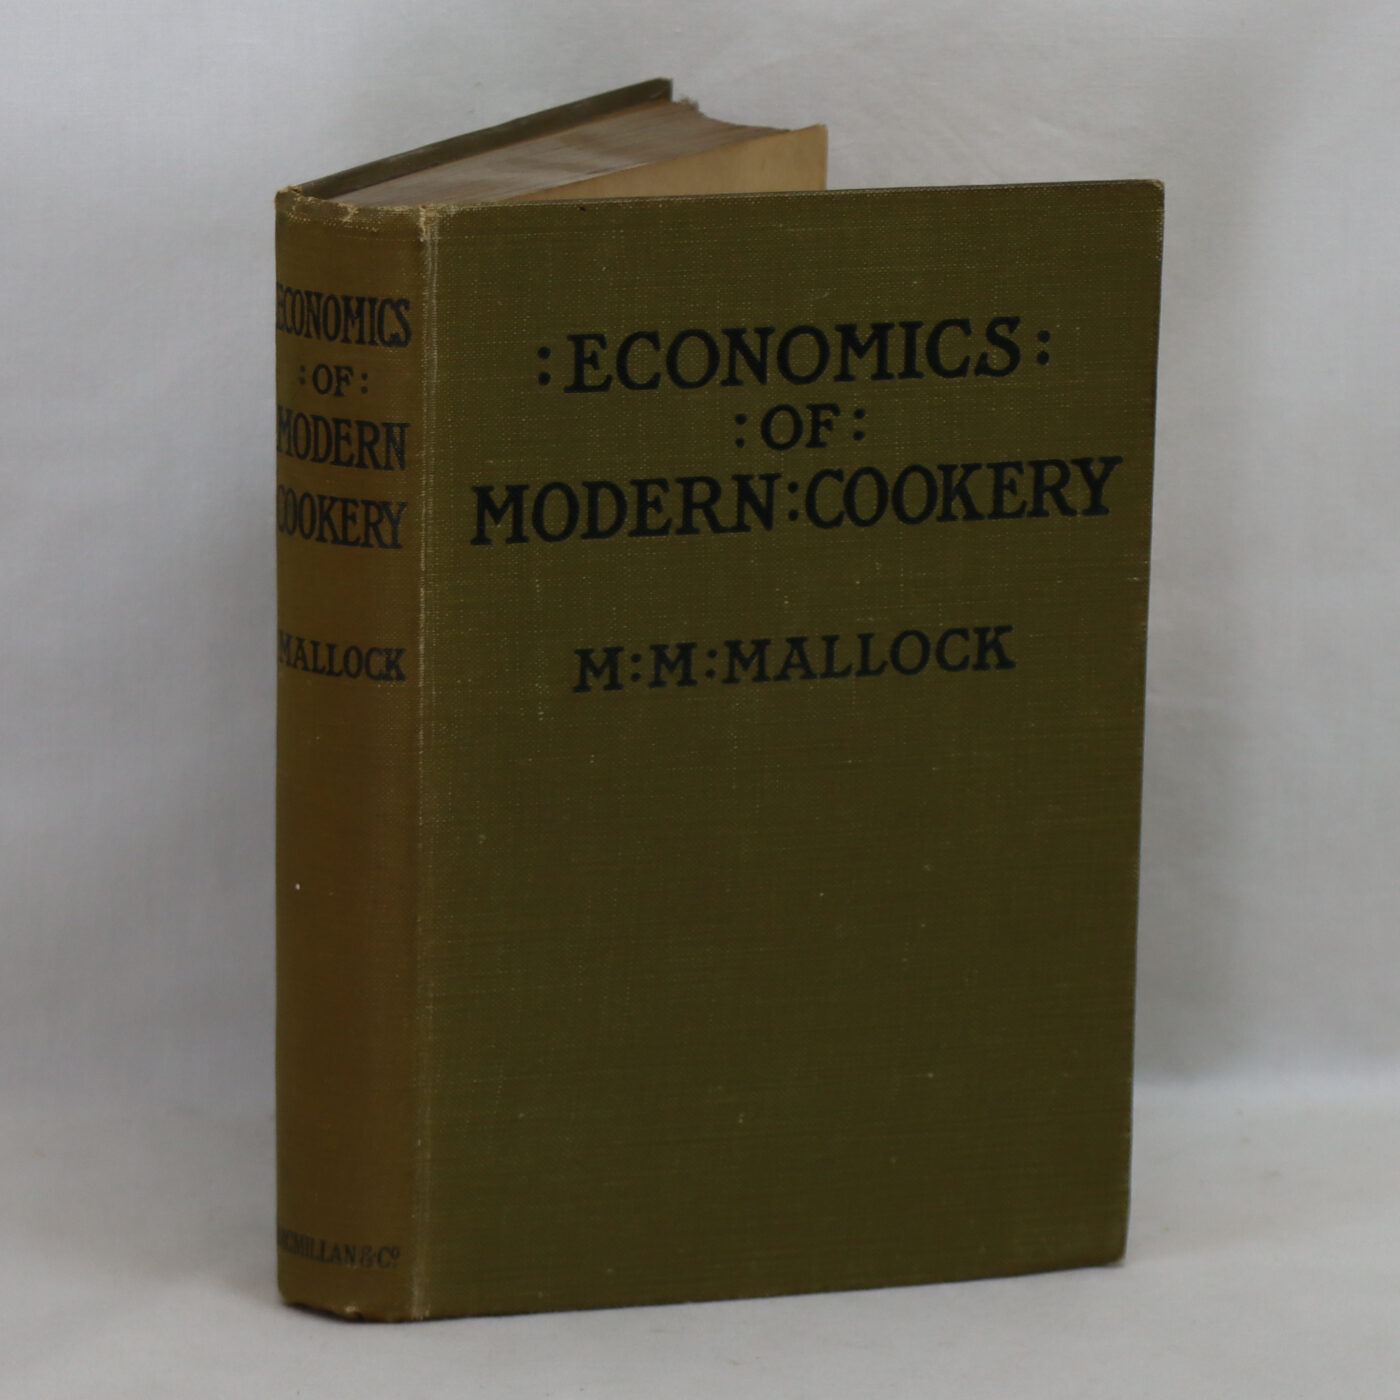 ECONOMICS
:OF:
MODERN
COOKERY
MALLOCK
MACMILLAN & Cº
:ECONOMICS:
:OF:
MODERN:COOKERY
M:M:MALLOCK